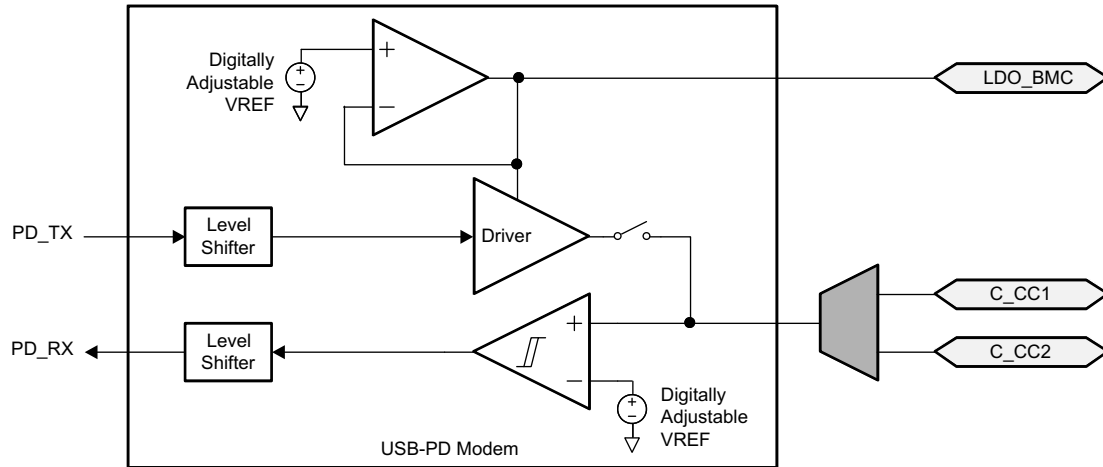 Digitally
Adjustable
VREF
+
−
+
−
LDO_BMC
PD_TX
Level
Shifter
Driver
C_CC1
PD_RX
Level
Shifter
+
−
C_CC2
+
−
Digitally
Adjustable
VREF
USB-PD Modem